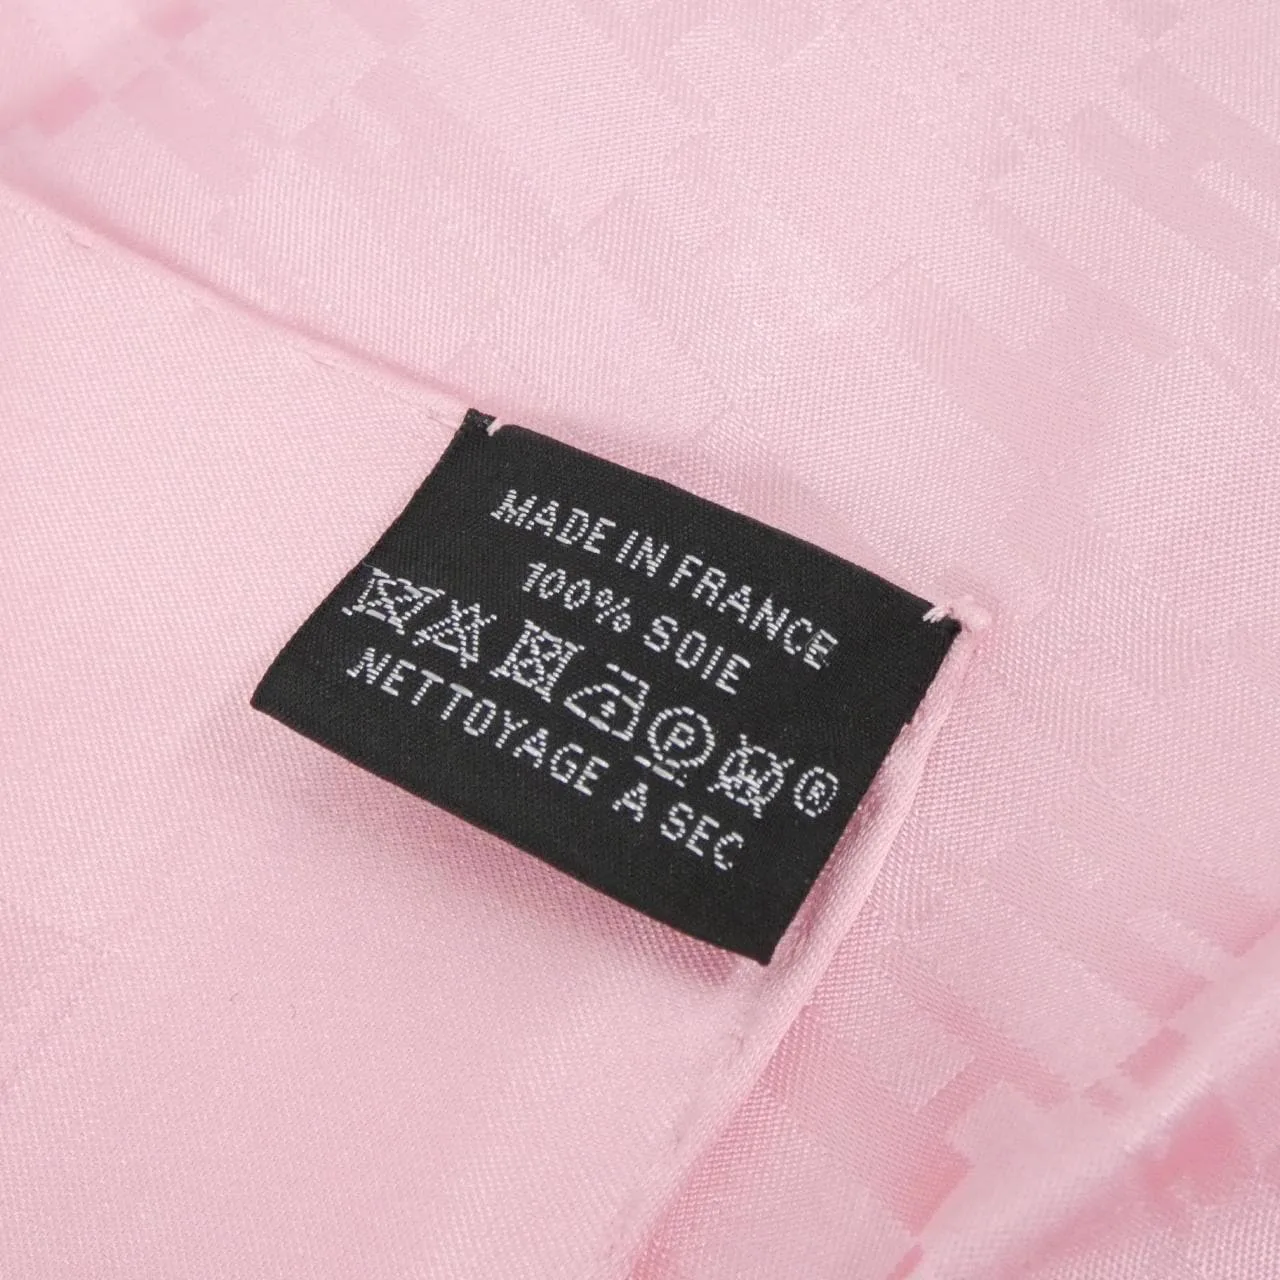 MADE IN FRANCE
100% SOIE
P W ®
NETTOYAGE A SEC